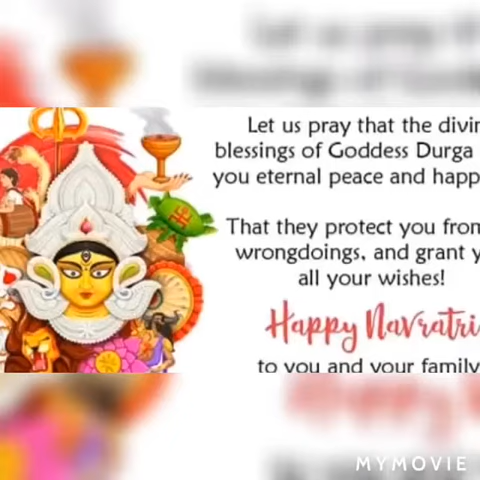 Let us pray that the divin
blessings of Goddess Durga
you eternal peace and happ
That they protect you from
wrongdoings, and grant y
all your wishes!
Happy Navratri
to you and your family
MYMOVIE